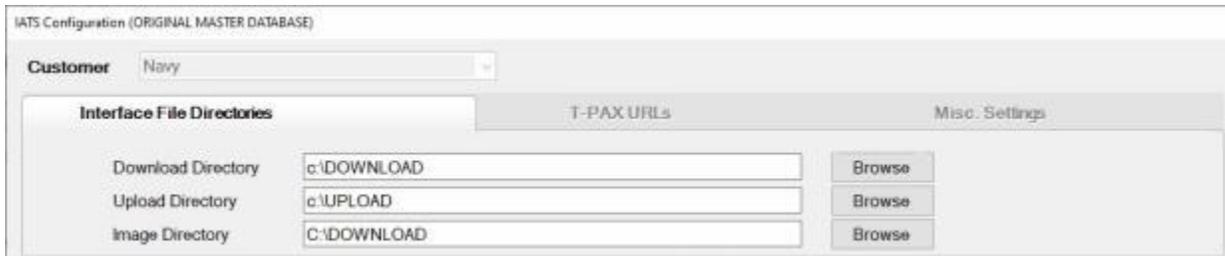 IATS Configuration (ORIGINAL MASTER DATABASE)
Customer Navy
Interface File Directories T-PAX URLs Misc. Settings
Download Directory c:\DOWNLOAD Browse
Upload Directory c:\UPLOAD Browse
Image Directory C:\DOWNLOAD Browse